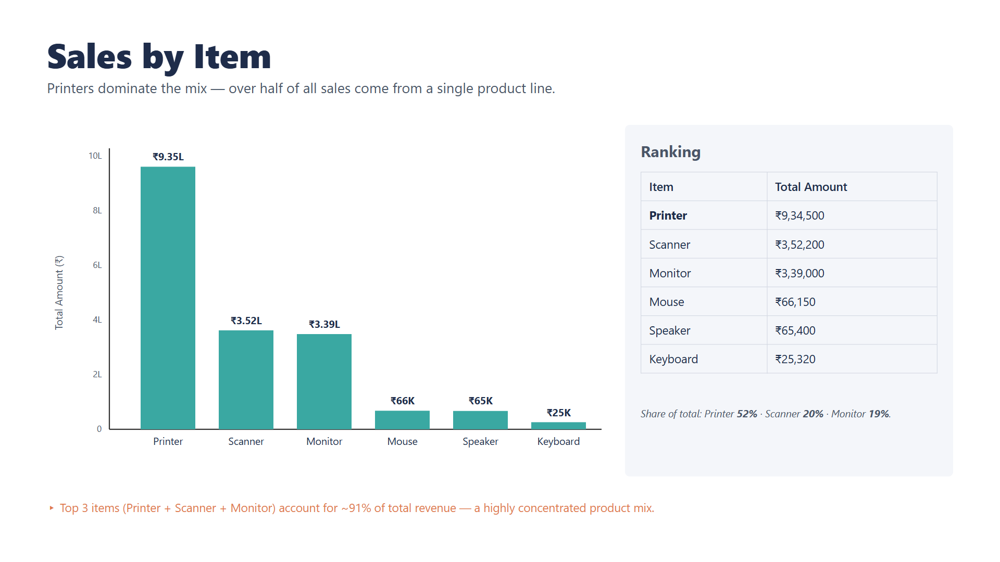 Sales by Item
Printers dominate the mix — over half of all sales come from a single product line.
Total Amount (₹)
10L
8L
6L
4L
2L
0
₹9.35L
₹3.52L
₹3.39L
₹66K
₹65K
₹25K
Printer
Scanner
Monitor
Mouse
Speaker
Keyboard
Ranking
Item Total Amount
Printer ₹9,34,500
Scanner ₹3,52,200
Monitor ₹3,39,000
Mouse ₹66,150
Speaker ₹65,400
Keyboard ₹25,320
Share of total: Printer 52% · Scanner 20% · Monitor 19%.
‣ Top 3 items (Printer + Scanner + Monitor) account for ~91% of total revenue — a highly concentrated product mix.